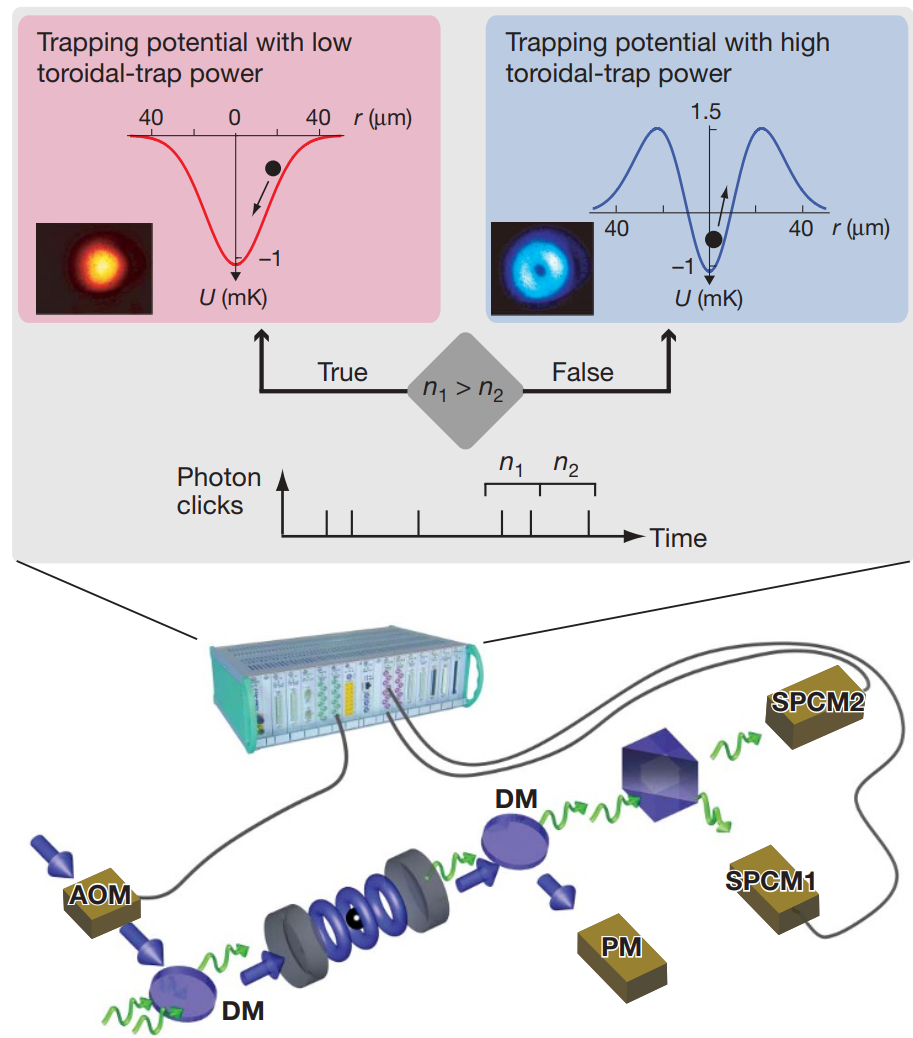 Trapping potential with low
toroidal-trap power
40 0 40 r (μm)
−1
U (mK)
Trapping potential with high
toroidal-trap power
1.5
40 40 r (μm)
−1
U (mK)
True n₁ > n₂ False
Photon
clicks
n₁ n₂
Time
SPCM2
DM
SPCM1
AOM
PM
DM